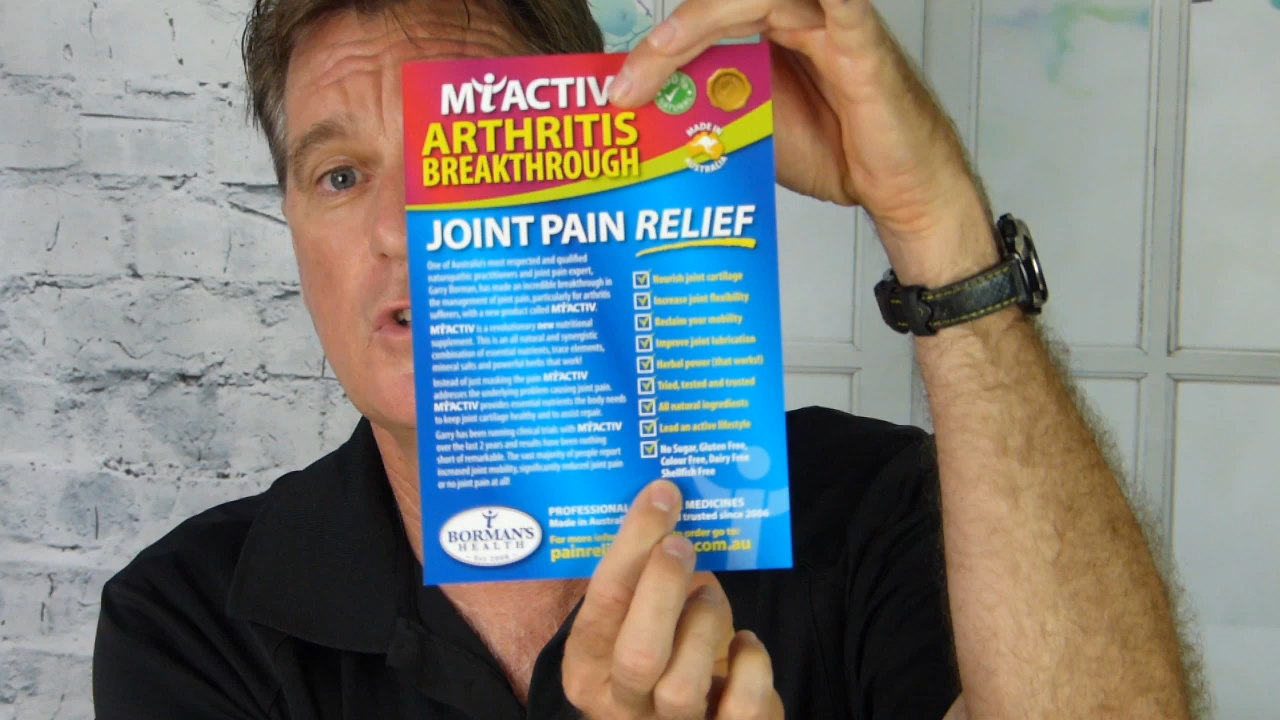 MiACTIV
ARTHRITIS
BREAKTHROUGH
MADE IN
AUSTRALIA
JOINT PAIN RELIEF
One of Australia's most respected and qualified
naturopathic practitioners and joint pain expert,
Garry Borman, has made an incredible breakthrough in
the management of joint pain, particularly for arthritis
sufferers, with a new product called MiACTIV.
MiACTIV is a revolutionary new nutritional
supplement. This is an all natural and synergistic
combination of essential nutrients, trace elements,
mineral salts and powerful herbs that work!
Instead of just masking the pain MiACTIV
addresses the underlying problem causing joint pain.
MiACTIV provides essential nutrients the body needs
to keep joint cartilage healthy and to assist repair.
Garry has been running clinical trials with MiACTIV
over the last 2 years and results have been nothing
short of remarkable. The vast majority of people report
increased joint mobility, significantly reduced joint pain
or no joint pain at all!
Nourish joint cartilage
Increase joint flexibility
Reclaim your mobility
Improve joint lubrication
Herbal power (that works!)
Tried, tested and trusted
All natural ingredients
Lead an active lifestyle
No Sugar, Gluten Free,
Colour Free, Dairy Free
Shellfish Free
BORMAN'S
HEALTH
Est 2006
PROFESSIONAL MEDICINES
Made in Austral d trusted since 2006
For more infor order go to:
painreli .com.au